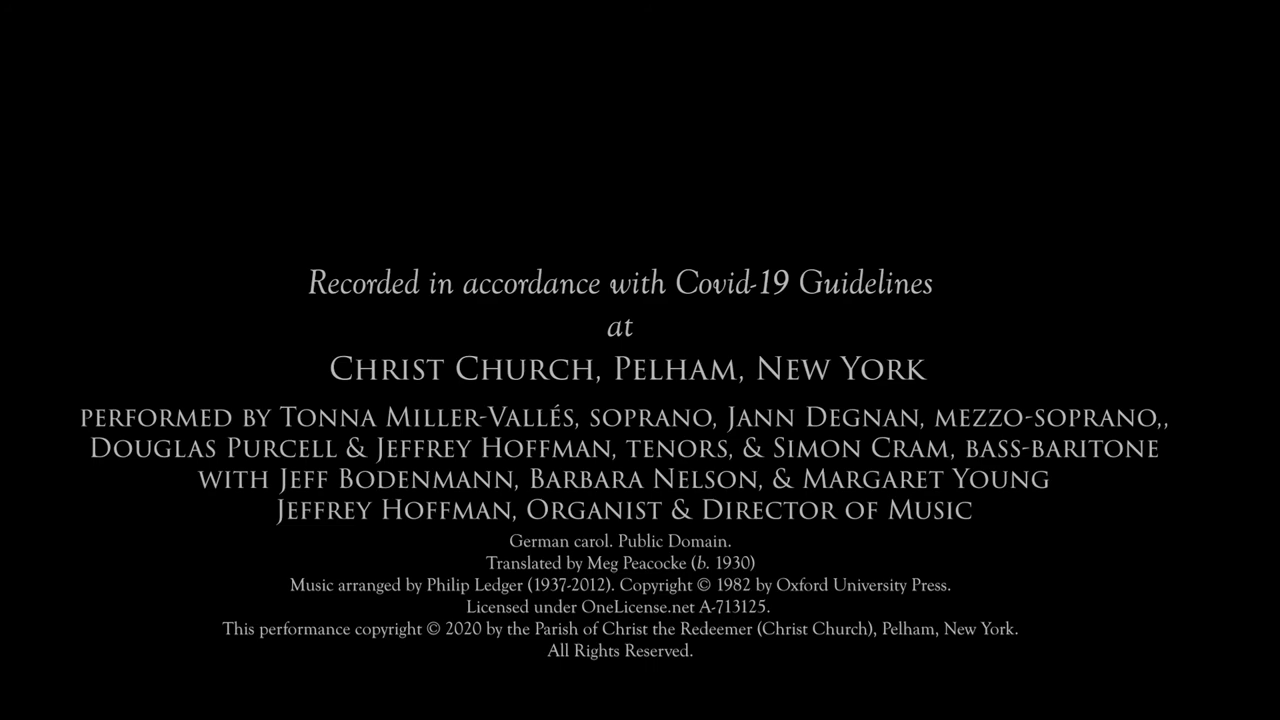 Recorded in accordance with Covid-19 Guidelines
at
Christ Church, Pelham, New York
performed by Tonna Miller-Vallés, soprano, Jann Degnan, mezzo-soprano,,
Douglas Purcell & Jeffrey Hoffman, tenors, & Simon Cram, bass-baritone
with Jeff Bodenmann, Barbara Nelson, & Margaret Young
Jeffrey Hoffman, Organist & Director of Music
German carol. Public Domain.
Translated by Meg Peacocke (b. 1930)
Music arranged by Philip Ledger (1937-2012). Copyright © 1982 by Oxford University Press.
Licensed under OneLicense.net A-713125.
This performance copyright © 2020 by the Parish of Christ the Redeemer (Christ Church), Pelham, New York.
All Rights Reserved.